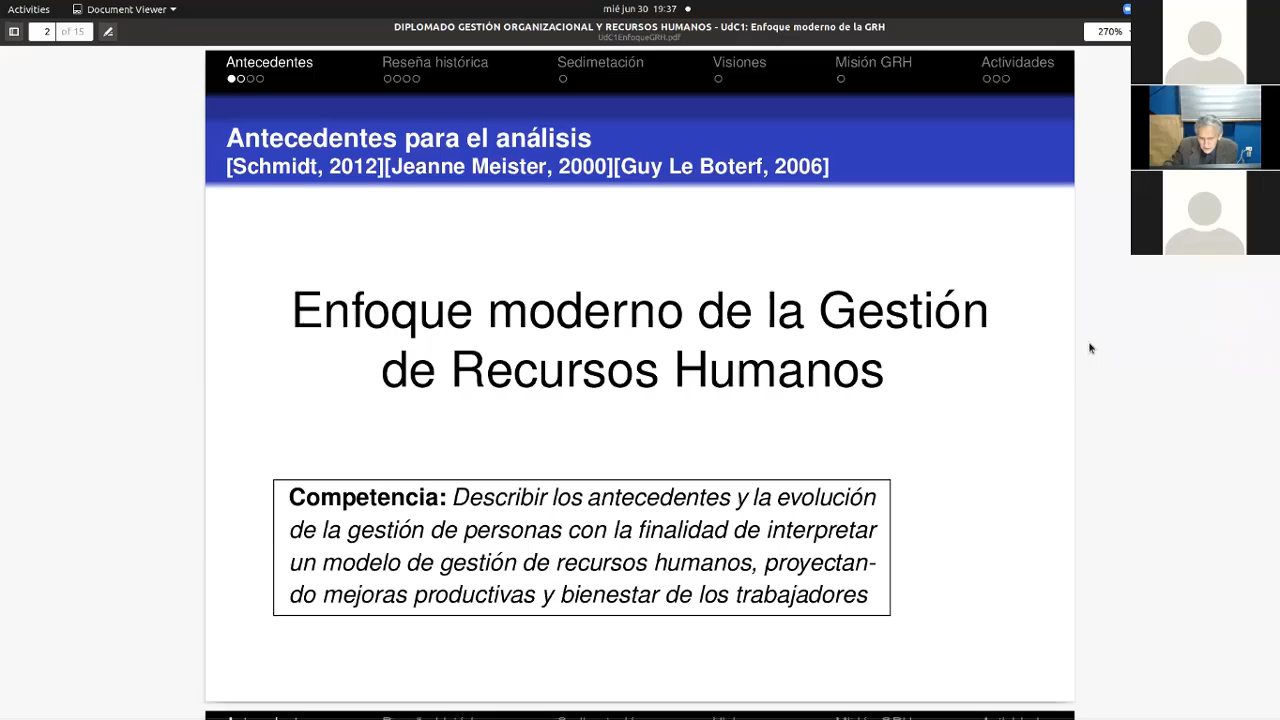 Activities
Document Viewer
mié jun 30 19:37
2 of 15
DIPLOMADO GESTIÓN ORGANIZACIONAL Y RECURSOS HUMANOS - UdC1: Enfoque moderno de la GRH
UdC1EnfoqueGRH.pdf
270%
Antecedentes
Reseña histórica
Sedimetación
Visiones
Misión GRH
Actividades
Antecedentes para el análisis
[Schmidt, 2012][Jeanne Meister, 2000][Guy Le Boterf, 2006]
Enfoque moderno de la Gestión
de Recursos Humanos
Competencia: Describir los antecedentes y la evolución
de la gestión de personas con la finalidad de interpretar
un modelo de gestión de recursos humanos, proyectan-
do mejoras productivas y bienestar de los trabajadores